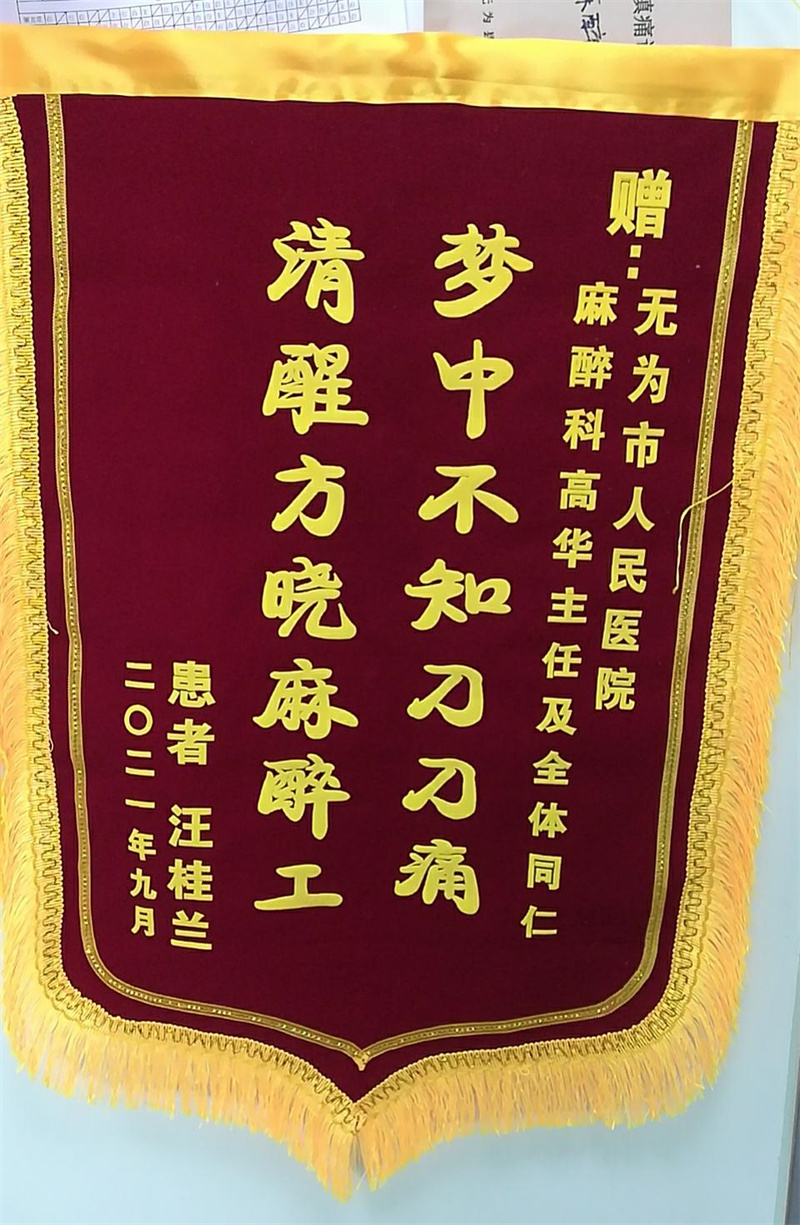 赠：无为市人民医院
麻醉科高华主任及全体同仁
梦中不知刀刀痛
清醒方晓麻醉工
患者 汪桂兰
二〇二一年九月